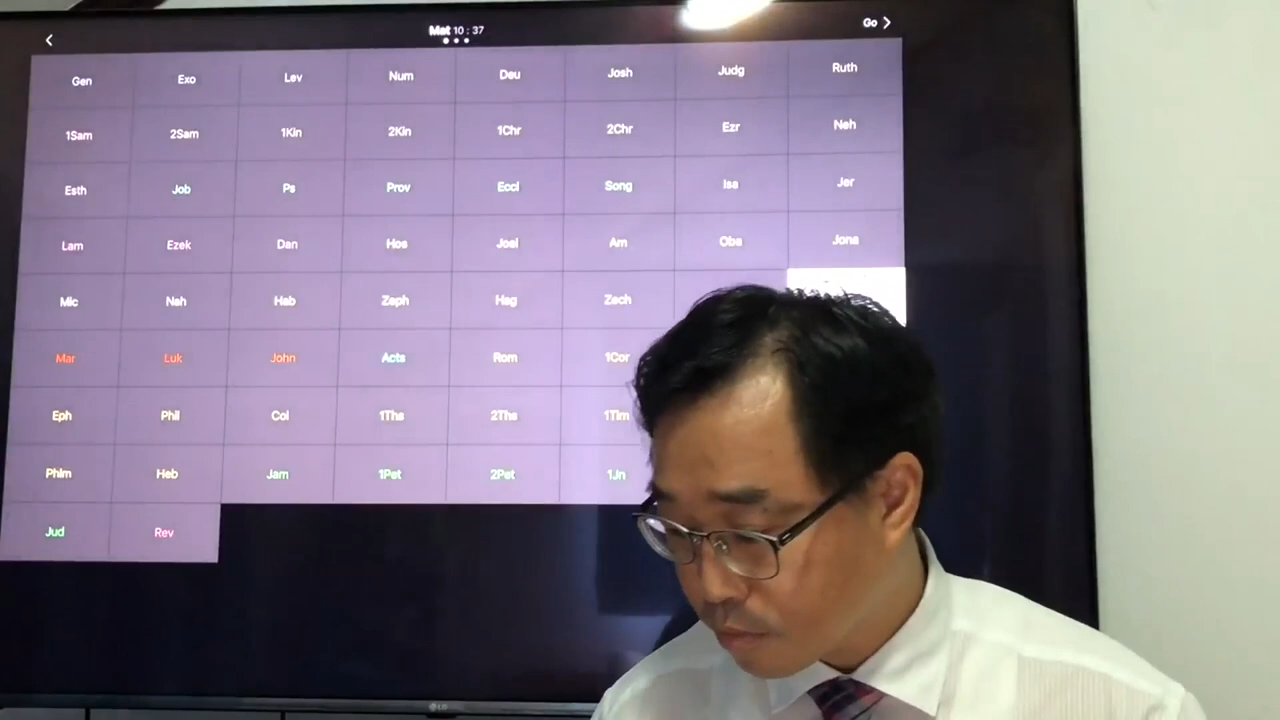 Mat 10 : 37
Go
Gen Exo Lev Num Deu Josh Judg Ruth
1Sam 2Sam 1Kin 2Kin 1Chr 2Chr Ezr Neh
Esth Job Ps Prov Eccl Song Isa Jer
Lam Ezek Dan Hos Joel Am Oba Jona
Mic Nah Hab Zeph Hag Zech
Mar Luk John Acts Rom 1Cor
Eph Phil Col 1Ths 2Ths 1Tim
Phlm Heb Jam 1Pet 2Pet 1Jn
Jud Rev
LG